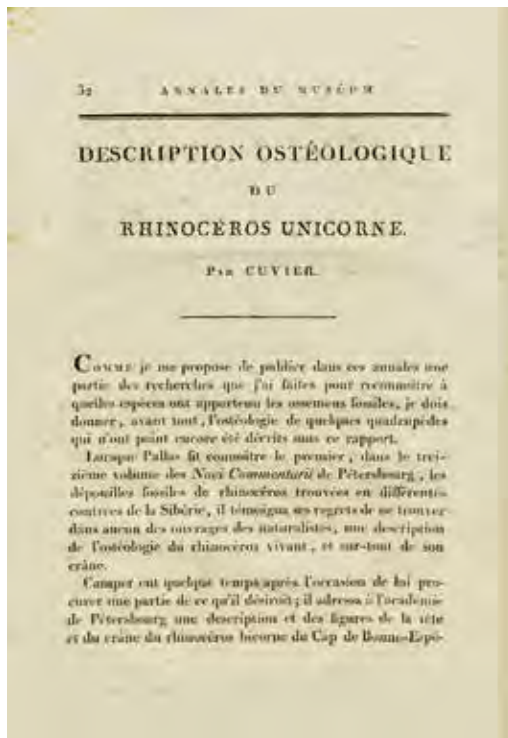 32 ANNALES DU MUSÉUM
DESCRIPTION OSTÉOLOGIQUE
DU
RHINOCÉROS UNICORNE.
PAR CUVIER.
COMME je me propose de publier dans ces annales une
partie des recherches que j'ai faites pour reconnoître à
quelles espèces ont appartenu les ossemens fossiles, je dois
donner, avant tout, l'ostéologie de quelques quadrupèdes
qui n'ont point encore été décrits sous ce rapport.
Lorsque Pallas fit connoître le premier, dans le trei-
zième volume des Novi Commentarii de Pétersbourg, les
dépouilles fossiles de rhinocéros trouvées en différentes
contrées de la Sibérie, il témoigna ses regrets de ne trouver
dans aucun des ouvrages des naturalistes, une description
de l'ostéologie du rhinocéros vivant, et sur-tout de son
crâne.
Camper eut quelque temps après l'occasion de lui pro-
curer une partie de ce qu'il désiroit; il adressa à l'académie
de Pétersbourg une description et des figures de la tête
et du crâne du rhinocéros bicorne du Cap de Bonne-Espé-